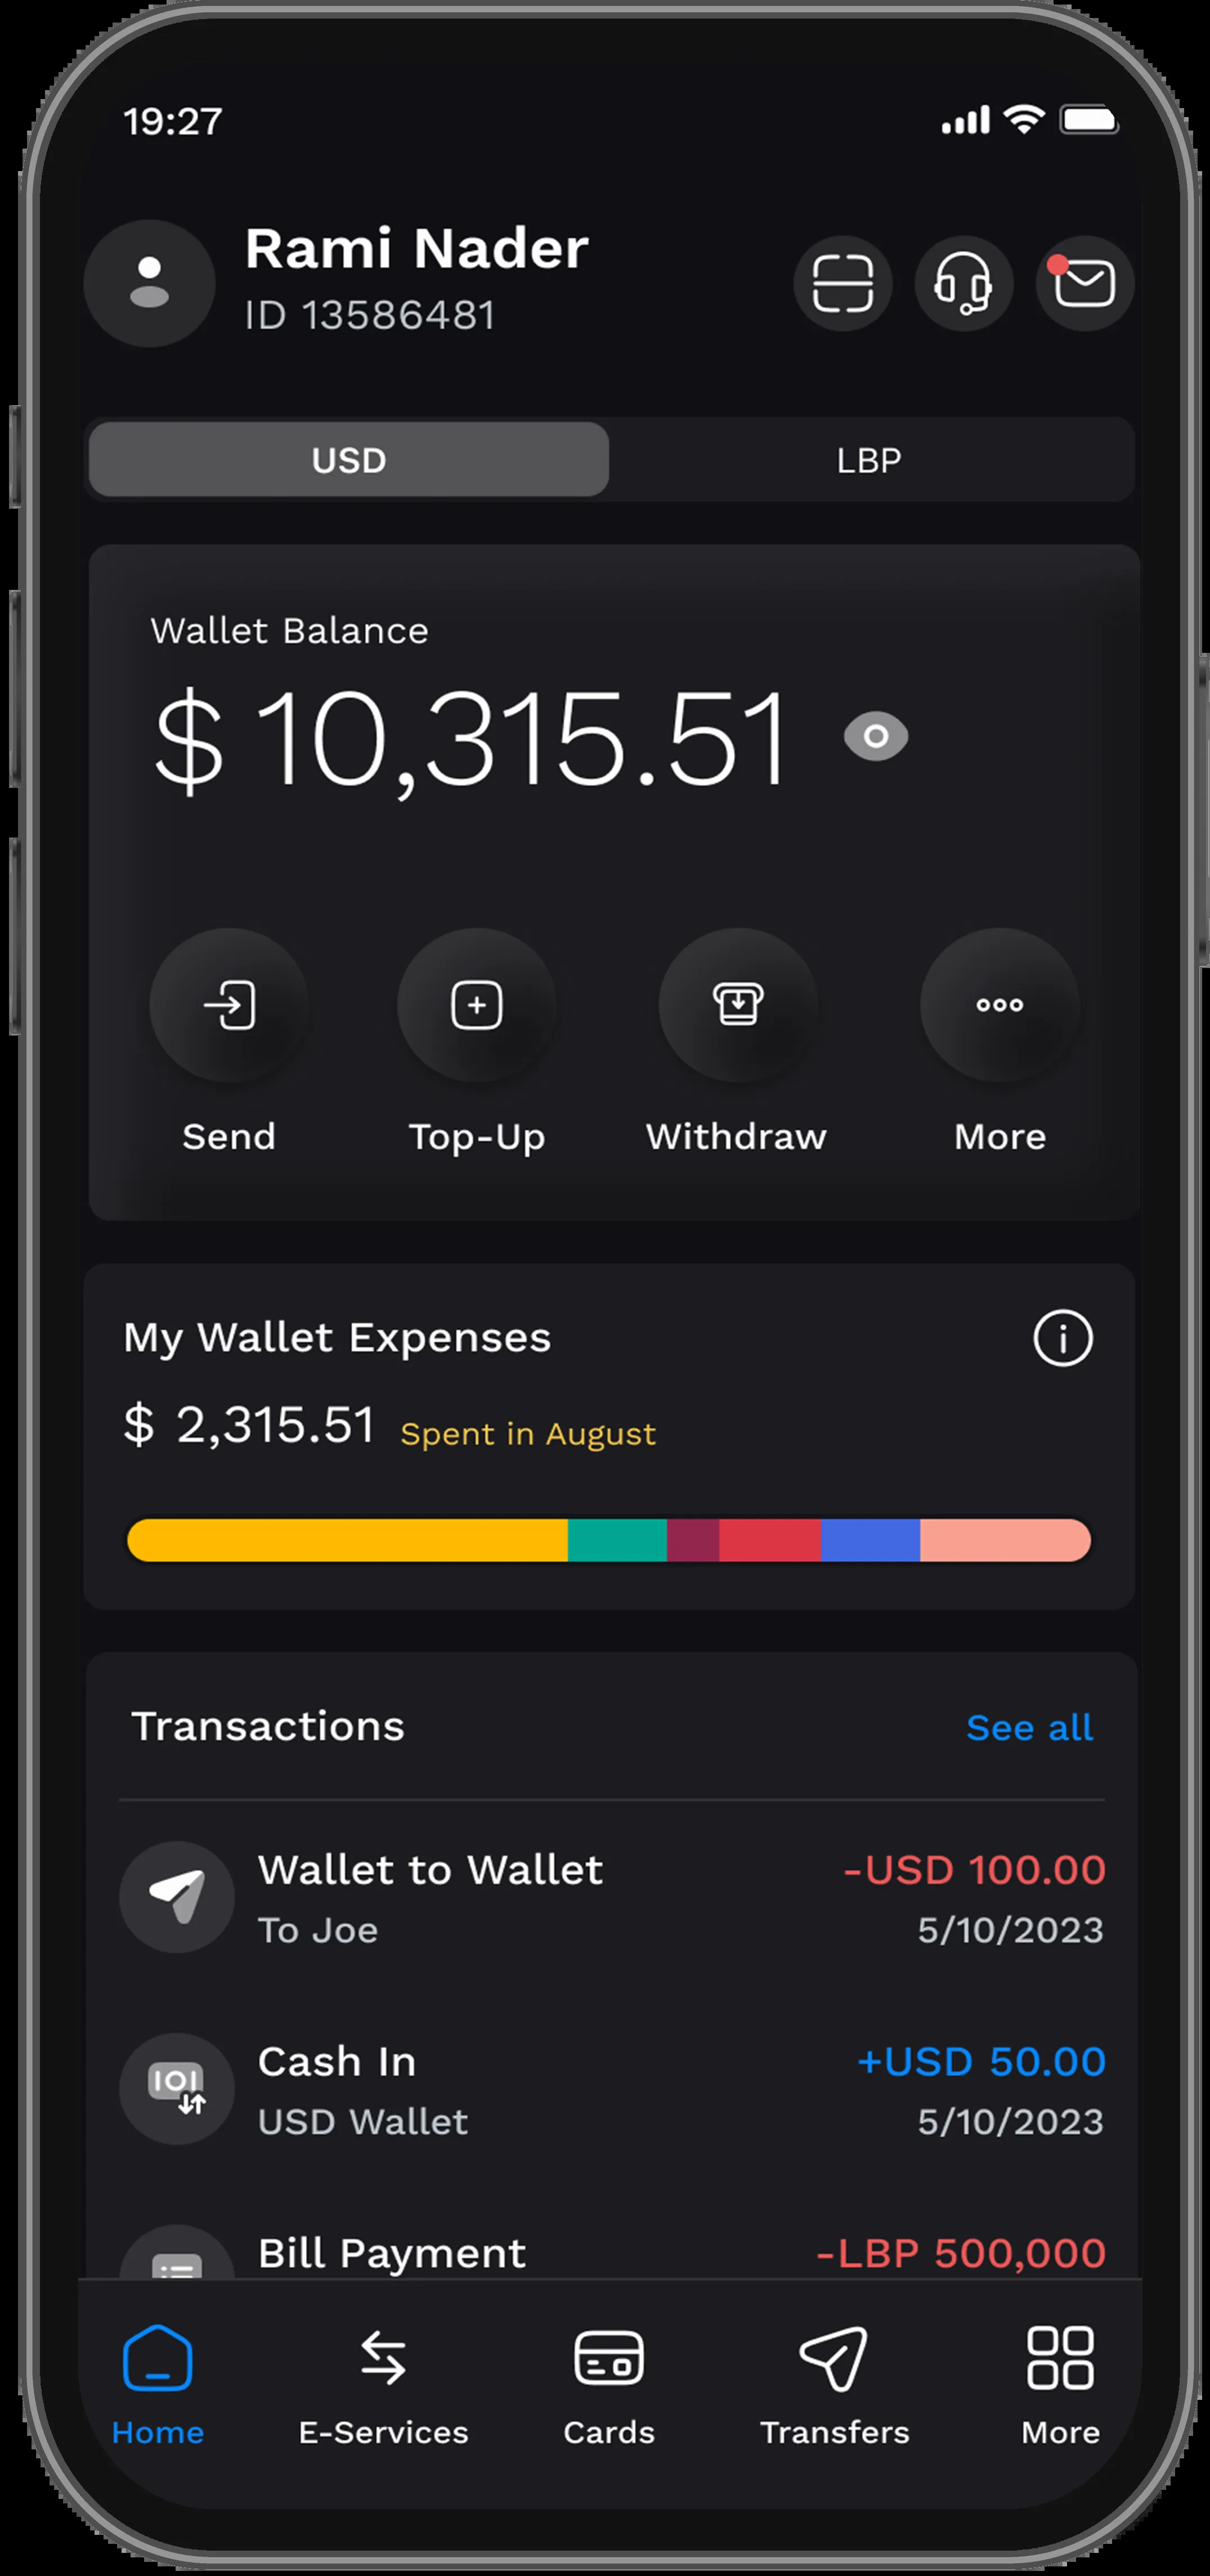 19:27
Rami Nader
ID 13586481
USD LBP
Wallet Balance
$ 10,315.51
Send Top-Up Withdraw More
My Wallet Expenses
$ 2,315.51 Spent in August
Transactions See all
Wallet to Wallet -USD 100.00
To Joe 5/10/2023
Cash In +USD 50.00
USD Wallet 5/10/2023
Bill Payment -LBP 500,000
Home E-Services Cards Transfers More